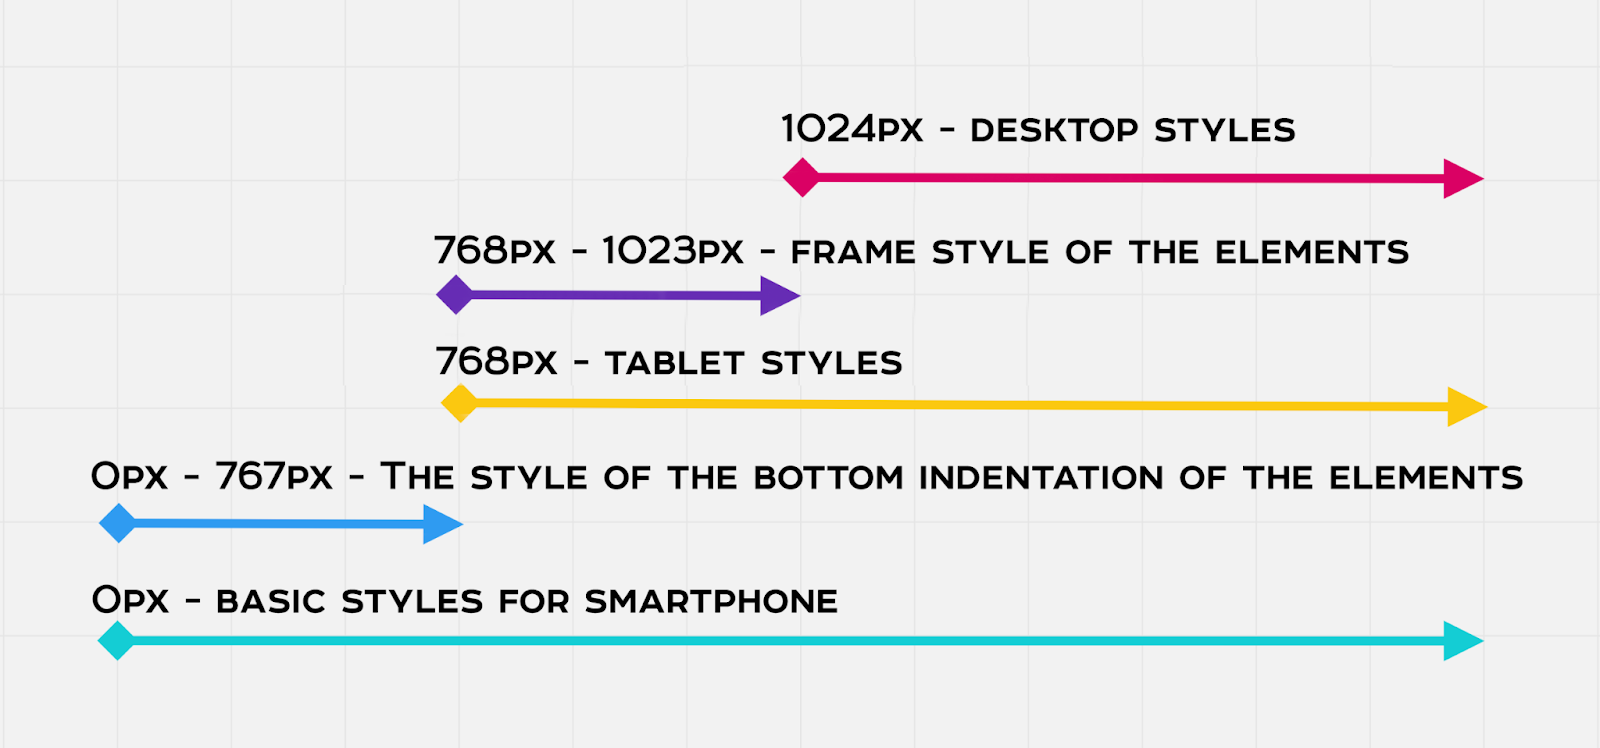 1024px - desktop styles
768px - 1023px - frame style of the elements
768px - tablet styles
0px - 767px - The style of the bottom indentation of the elements
0px - basic styles for smartphone